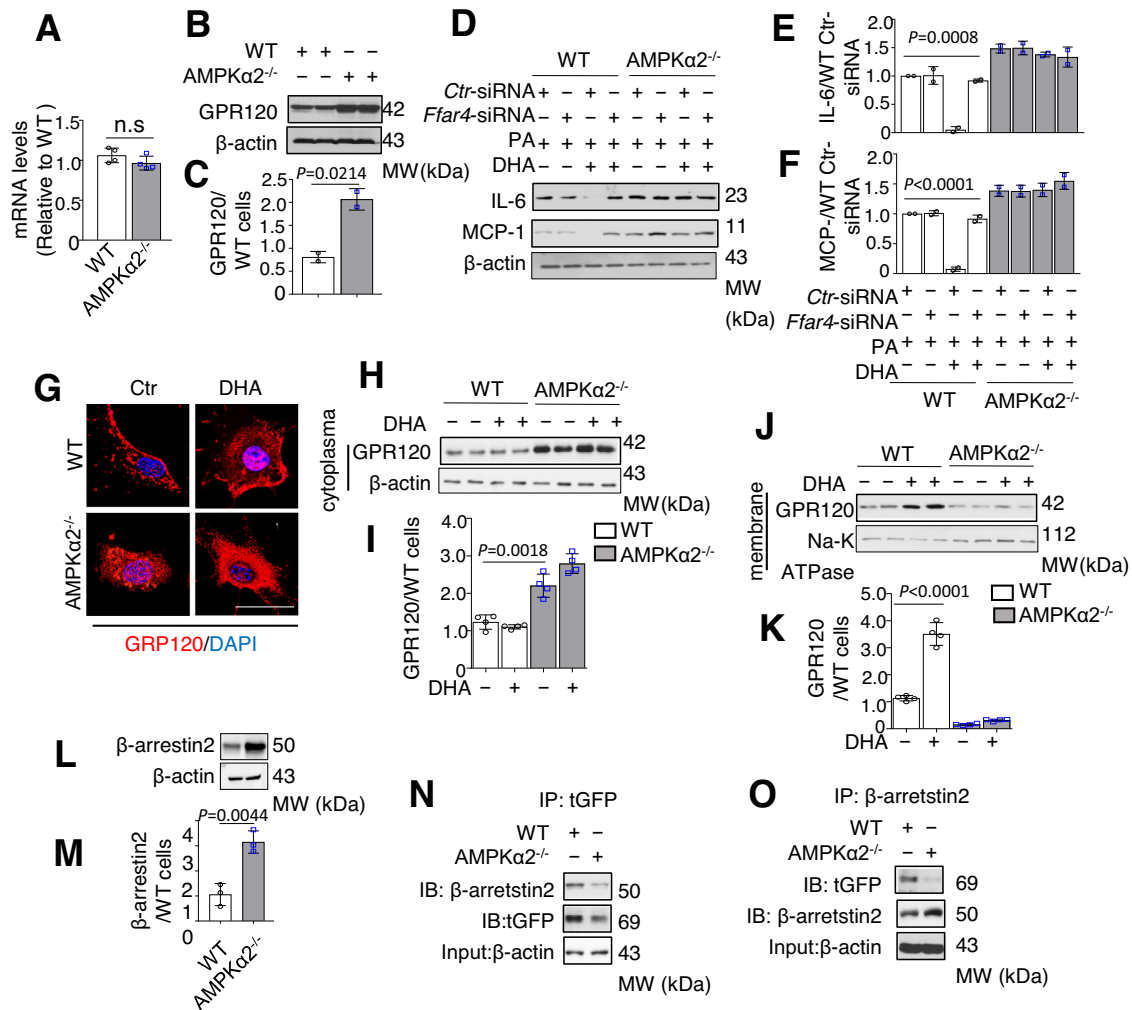 A
mRNA levels
(Relative to WT )
1.5
1.0
0.5
0
n.s
WT
AMPKα2-/-
B
WT + + − −
AMPKα2-/- − − + +
GPR120 42
β-actin 43
MW(kDa)
C
P=0.0214
GPR120/
WT cells
2.5
2.0
1.5
1.0
0.5
0
D
WT AMPKα2-/-
Ctr-siRNA + − + − + − + −
Ffar4-siRNA − + − + − + − +
PA + + + + + + + +
DHA − − + + − − + +
IL-6 23
MCP-1 11
β-actin 43
MW
(kDa)
E
P=0.0008
IL-6/WT Ctr-
siRNA
1.5
1.0
0.5
0
F
P<0.0001
MCP-/WT Ctr-
siRNA
1.5
1.0
0.5
0
Ctr-siRNA + − + − + − + −
Ffar4-siRNA − + − + − + − +
PA + + + + + + + +
DHA − − + + − − + +
WT AMPKα2-/-
G
Ctr DHA
WT
AMPKα2-/-
GRP120/DAPI
H
WT AMPKα2-/-
DHA − − + + − − + +
cytoplasma
GPR120 42
β-actin 43
MW(kDa)
I
WT
AMPKα2-/-
P=0.0018
GPR120/WT cells
4.0
3.0
2.0
1.0
0
DHA − + − +
J
WT AMPKα2-/-
DHA − − + + − − + +
membrane
GPR120 42
Na-K 112
ATPase
MW(kDa)
K
P<0.0001
WT
AMPKα2-/-
GPR120
/WT cells
5.0
4.0
3.0
2.0
1.0
0
DHA − + − +
L
β-arrestin2 50
β-actin 43
MW (kDa)
M
P=0.0044
β-arrestin2
/WT cells
4
3
2
1
0
WT
AMPKα2-/-
N
IP: tGFP
WT + −
AMPKα2-/- − +
IB: β-arretstin2 50
IB:tGFP 69
Input:β-actin 43
MW (kDa)
O
IP: β-arretstin2
WT + −
AMPKα2-/- − +
IB: tGFP 69
IB: β-arretstin2 50
Input:β-actin 43
MW (kDa)